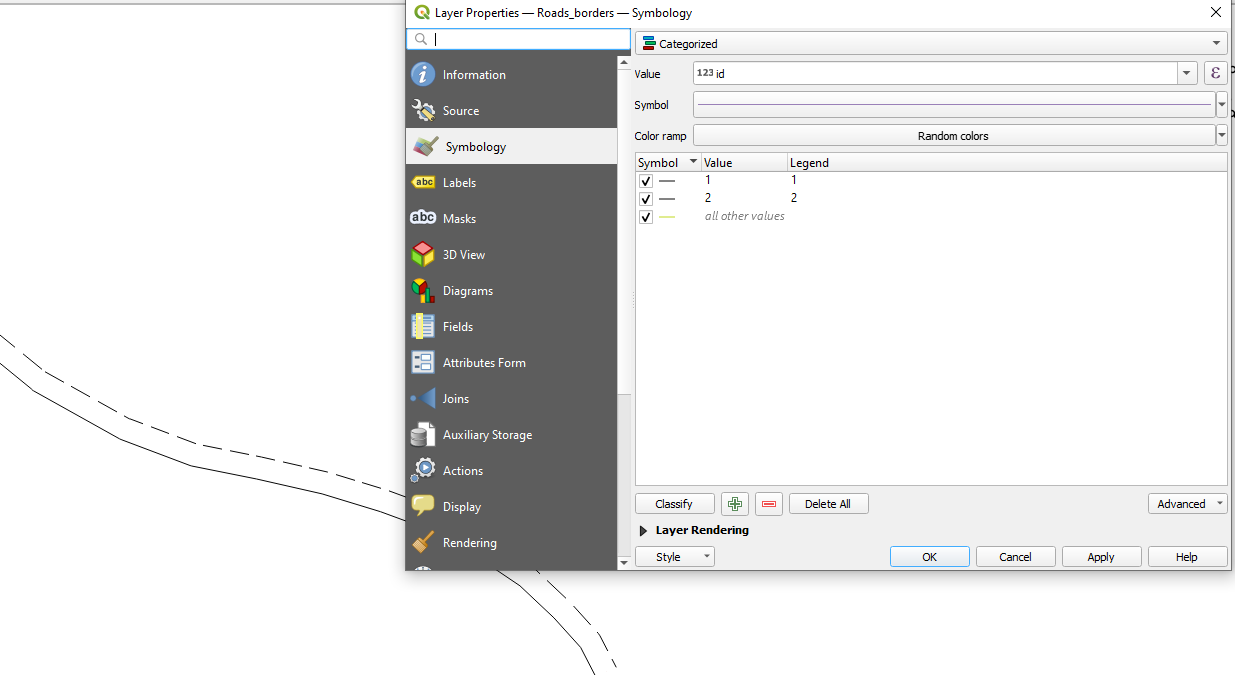 Layer Properties — Roads_borders — Symbology
Information
Source
Symbology
abc Labels
abc Masks
3D View
Diagrams
Fields
Attributes Form
Joins
Auxiliary Storage
Actions
Display
Rendering
Categorized
Value 123 id ε
Symbol
Color ramp Random colors
Symbol Value Legend
1 1
2 2
all other values
Classify Delete All Advanced
Layer Rendering
Style OK Cancel Apply Help